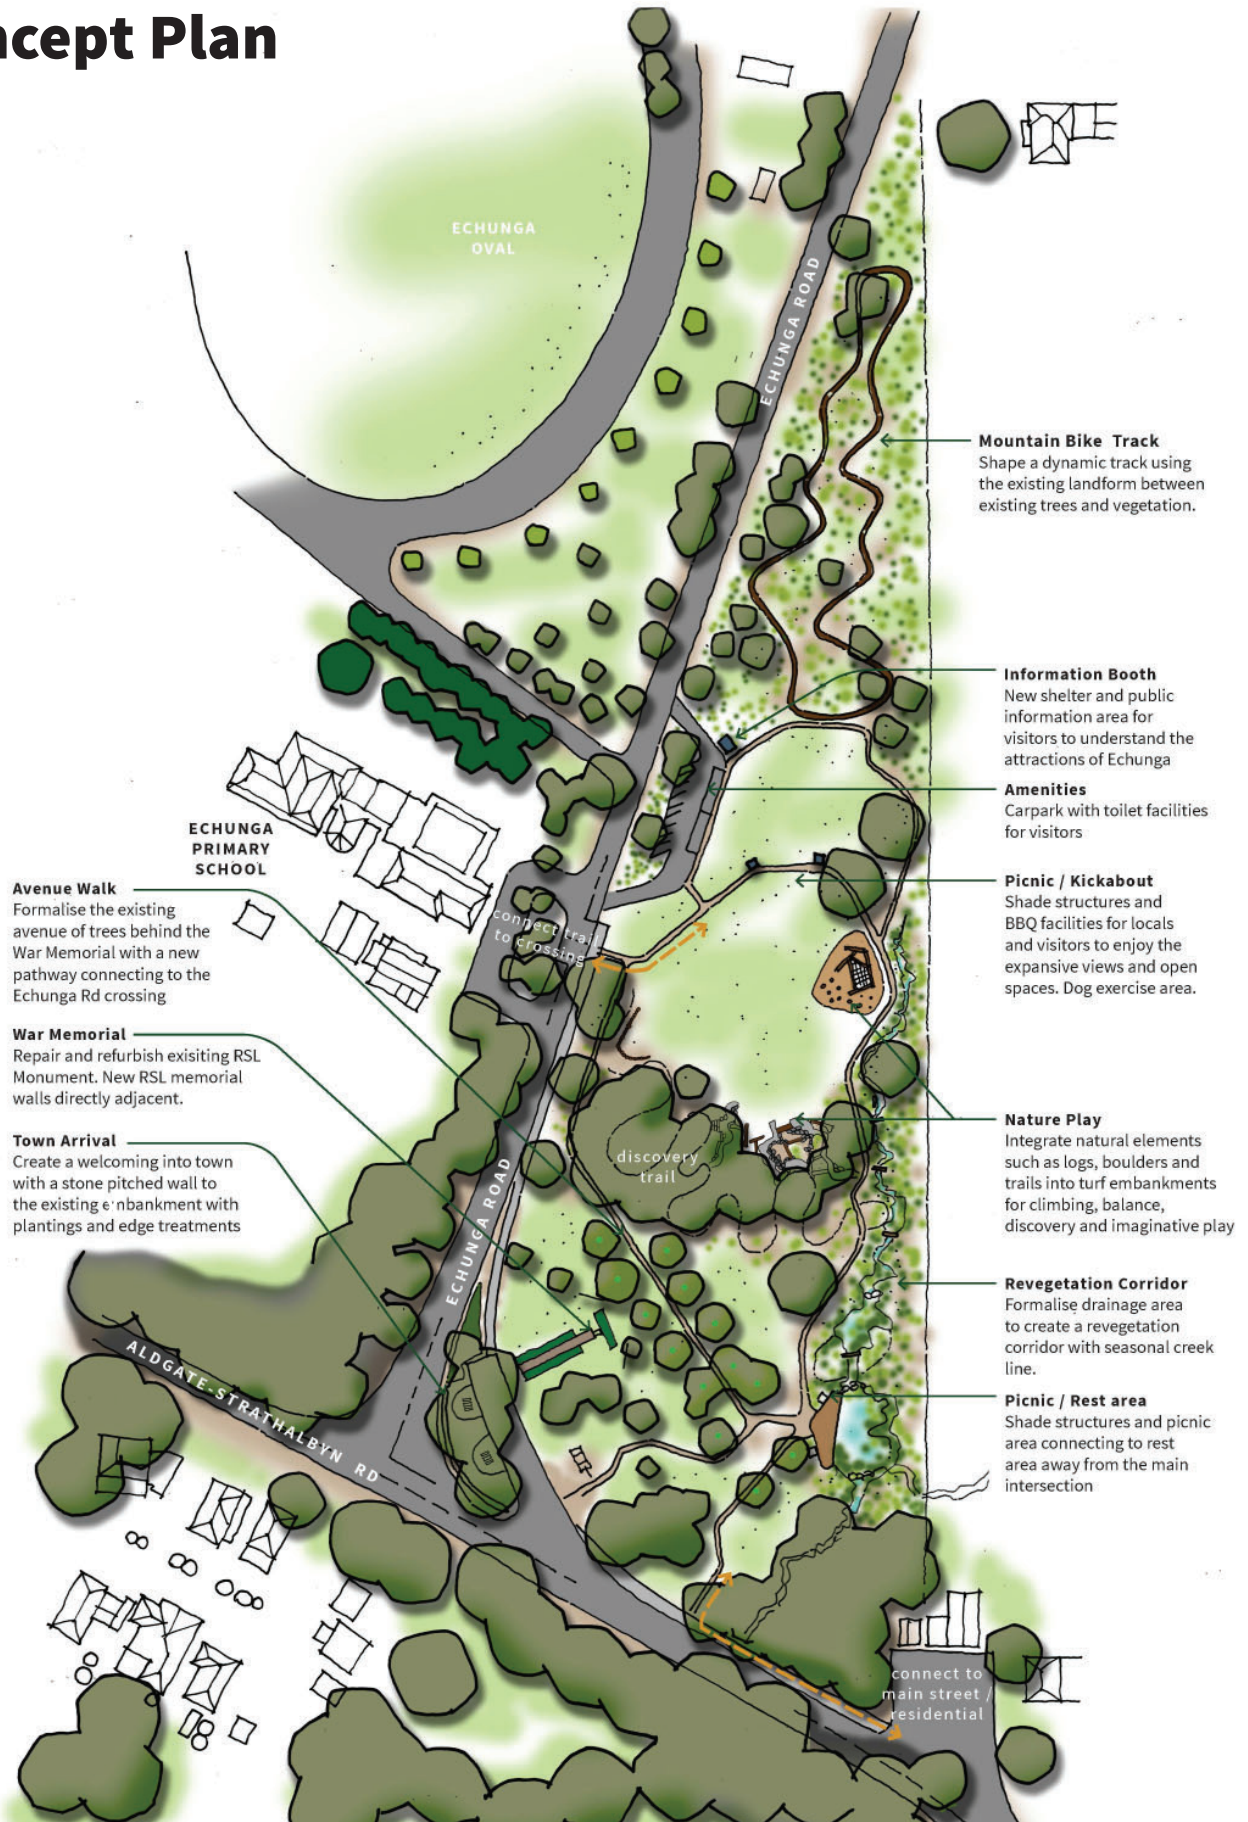 ncept Plan
ECHUNGA
OVAL
ECHUNGA ROAD
Mountain Bike Track
Shape a dynamic track using
the existing landform between
existing trees and vegetation.
Information Booth
New shelter and public
information area for
visitors to understand the
attractions of Echunga
Amenities
Carpark with toilet facilities
for visitors
ECHUNGA
PRIMARY
SCHOOL
Picnic / Kickabout
Shade structures and
BBQ facilities for locals
and visitors to enjoy the
expansive views and open
spaces. Dog exercise area.
Avenue Walk
Formalise the existing
avenue of trees behind the
War Memorial with a new
pathway connecting to the
Echunga Rd crossing
connect trail
to crossing
War Memorial
Repair and refurbish exisiting RSL
Monument. New RSL memorial
walls directly adjacent.
Town Arrival
Create a welcoming into town
with a stone pitched wall to
the existing embankment with
plantings and edge treatments
discovery
trail
Nature Play
Integrate natural elements
such as logs, boulders and
trails into turf embankments
for climbing, balance,
discovery and imaginative play
ECHUNGA ROAD
Revegetation Corridor
Formalise drainage area
to create a revegetation
corridor with seasonal creek
line.
ALDGATE-STRATHALBYN RD
Picnic / Rest area
Shade structures and picnic
area connecting to rest
area away from the main
intersection
connect to
main street /
residential